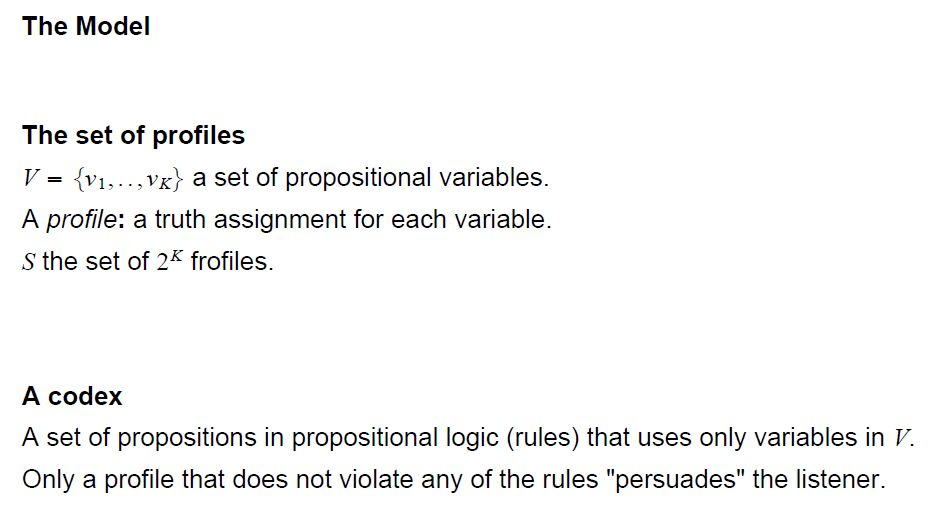 The Model
The set of profiles
V = {v₁,..,v_K} a set of propositional variables.
A profile: a truth assignment for each variable.
S the set of 2ᴷ frofiles.
A codex
A set of propositions in propositional logic (rules) that uses only variables in V.
Only a profile that does not violate any of the rules "persuades" the listener.